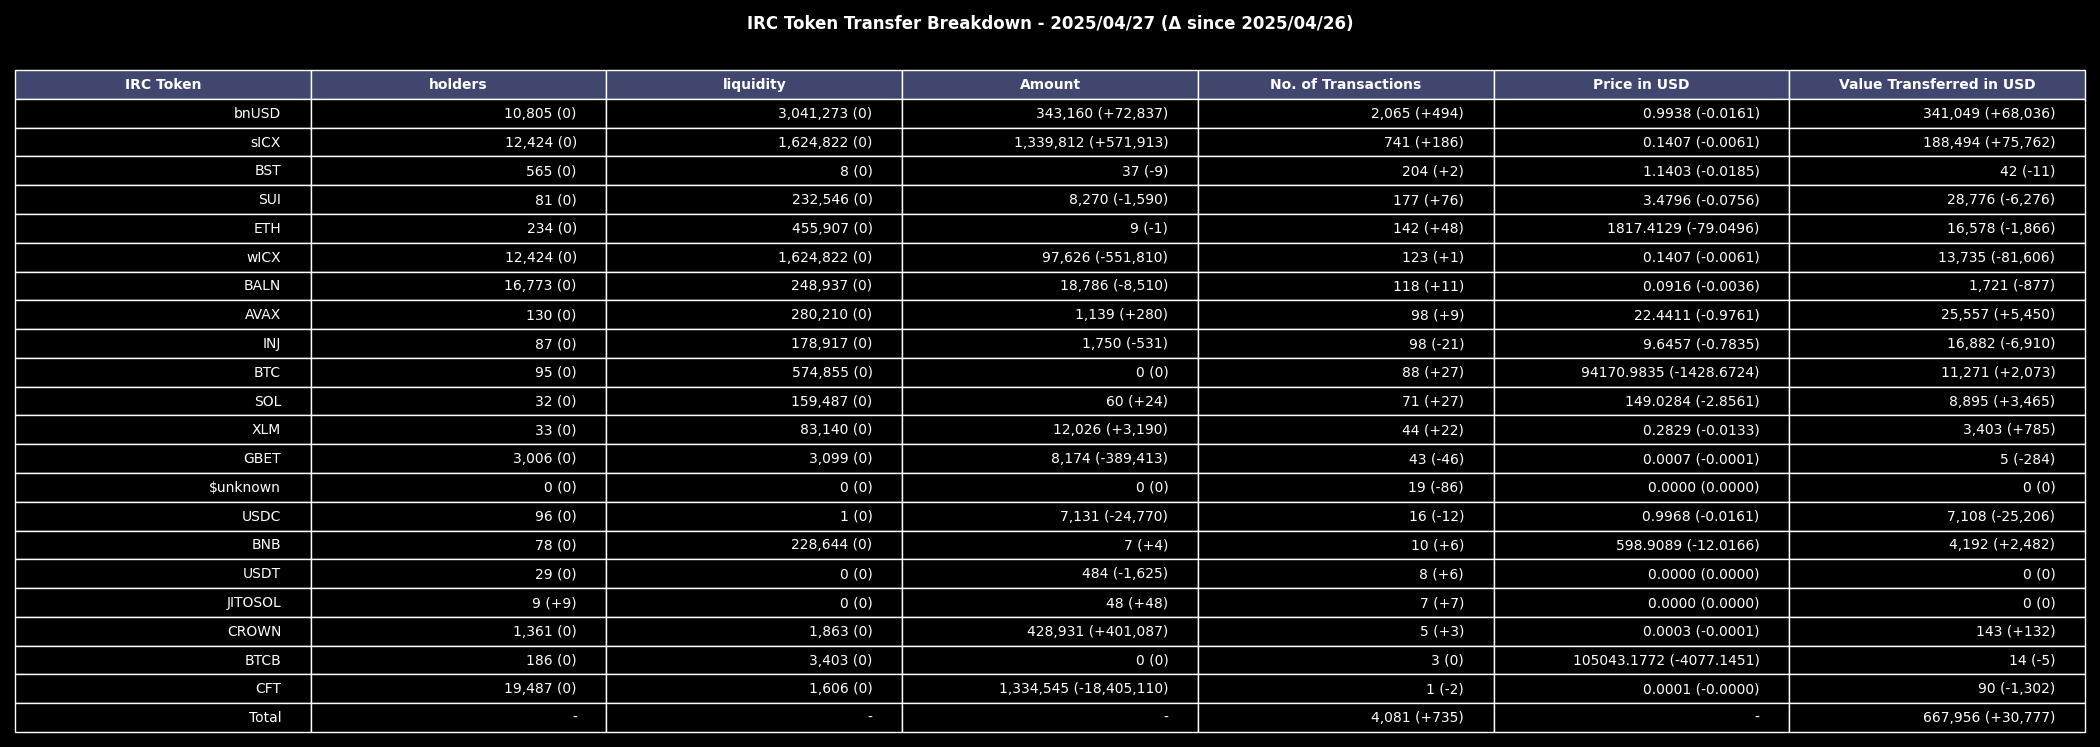 IRC Token Transfer Breakdown - 2025/04/27 (Δ since 2025/04/26)
IRC Token holders liquidity Amount No. of Transactions Price in USD Value Transferred in USD
bnUSD 10,805 (0) 3,041,273 (0) 343,160 (+72,837) 2,065 (+494) 0.9938 (-0.0161) 341,049 (+68,036)
sICX 12,424 (0) 1,624,822 (0) 1,339,812 (+571,913) 741 (+186) 0.1407 (-0.0061) 188,494 (+75,762)
BST 565 (0) 8 (0) 37 (-9) 204 (+2) 1.1403 (-0.0185) 42 (-11)
SUI 81 (0) 232,546 (0) 8,270 (-1,590) 177 (+76) 3.4796 (-0.0756) 28,776 (-6,276)
ETH 234 (0) 455,907 (0) 9 (-1) 142 (+48) 1817.4129 (-79.0496) 16,578 (-1,866)
wICX 12,424 (0) 1,624,822 (0) 97,626 (-551,810) 123 (+1) 0.1407 (-0.0061) 13,735 (-81,606)
BALN 16,773 (0) 248,937 (0) 18,786 (-8,510) 118 (+11) 0.0916 (-0.0036) 1,721 (-877)
AVAX 130 (0) 280,210 (0) 1,139 (+280) 98 (+9) 22.4411 (-0.9761) 25,557 (+5,450)
INJ 87 (0) 178,917 (0) 1,750 (-531) 98 (-21) 9.6457 (-0.7835) 16,882 (-6,910)
BTC 95 (0) 574,855 (0) 0 (0) 88 (+27) 94170.9835 (-1428.6724) 11,271 (+2,073)
SOL 32 (0) 159,487 (0) 60 (+24) 71 (+27) 149.0284 (-2.8561) 8,895 (+3,465)
XLM 33 (0) 83,140 (0) 12,026 (+3,190) 44 (+22) 0.2829 (-0.0133) 3,403 (+785)
GBET 3,006 (0) 3,099 (0) 8,174 (-389,413) 43 (-46) 0.0007 (-0.0001) 5 (-284)
$unknown 0 (0) 0 (0) 0 (0) 19 (-86) 0.0000 (0.0000) 0 (0)
USDC 96 (0) 1 (0) 7,131 (-24,770) 16 (-12) 0.9968 (-0.0161) 7,108 (-25,206)
BNB 78 (0) 228,644 (0) 7 (+4) 10 (+6) 598.9089 (-12.0166) 4,192 (+2,482)
USDT 29 (0) 0 (0) 484 (-1,625) 8 (+6) 0.0000 (0.0000) 0 (0)
JITOSOL 9 (+9) 0 (0) 48 (+48) 7 (+7) 0.0000 (0.0000) 0 (0)
CROWN 1,361 (0) 1,863 (0) 428,931 (+401,087) 5 (+3) 0.0003 (-0.0001) 143 (+132)
BTCB 186 (0) 3,403 (0) 0 (0) 3 (0) 105043.1772 (-4077.1451) 14 (-5)
CFT 19,487 (0) 1,606 (0) 1,334,545 (-18,405,110) 1 (-2) 0.0001 (-0.0000) 90 (-1,302)
Total - - - 4,081 (+735) - 667,956 (+30,777)